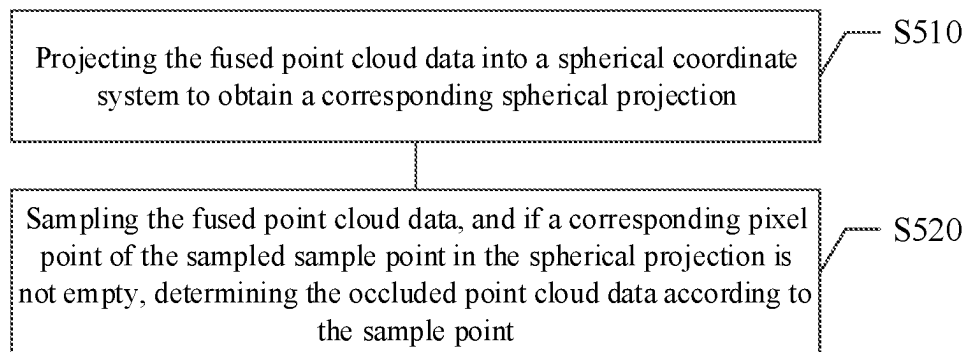 Projecting the fused point cloud data into a spherical coordinate
system to obtain a corresponding spherical projection
S510
Sampling the fused point cloud data, and if a corresponding pixel
point of the sampled sample point in the spherical projection is
not empty, determining the occluded point cloud data according to
the sample point
S520